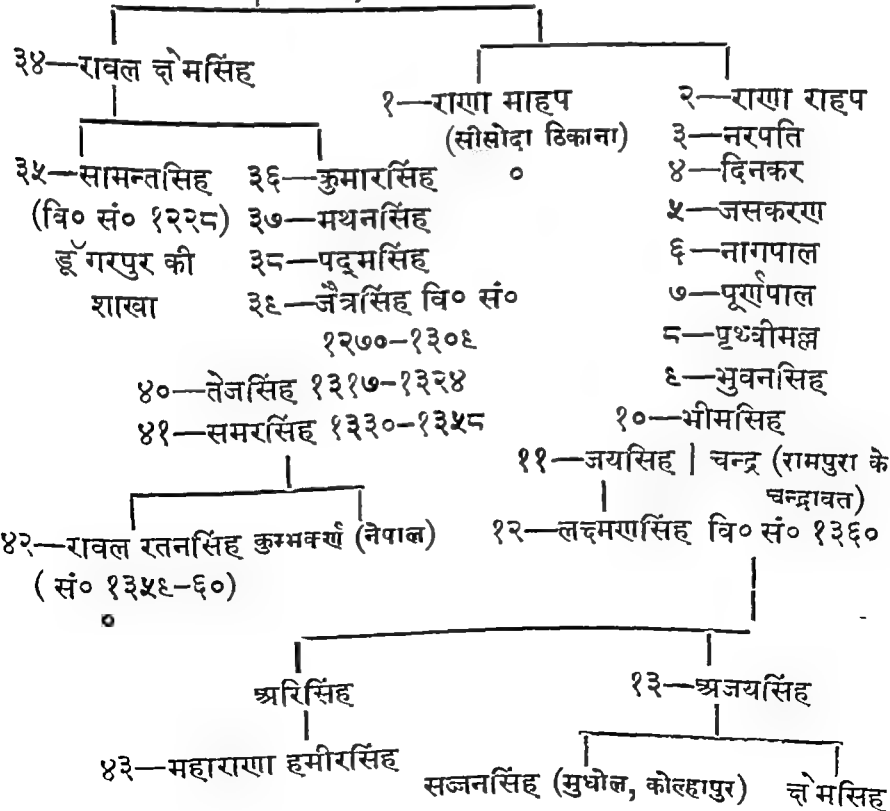 ३४—रावल क्षेमसिंह
१—राणा माहप २—राणा राहप
(सीसोदा ठिकाना) ३—नरपति
३५—सामन्तसिंह ३६—कुमारसिंह ० ४—दिनकर
(वि० सं० १२२८) ३७—मथनसिंह ५—जसकरण
डूँगरपुर की ३८—पद्मसिंह ६—नागपाल
शाखा ३९—जैत्रसिंह वि० सं० ७—पूर्णपाल
१२७०–१३०९ ८—पृथ्वीमल्ल
४०—तेजसिंह १३१७–१३२४ ९—भुवनसिह
४१—समरसिंह १३३०–१३५८ १०—भीमसिह
११—जयसिह | चन्द्र (रामपुरा के
चन्द्रावत)
४२—रावल रतनसिंह कुम्भकर्ण (नेपाल) १२—लक्ष्मणसिंह वि० सं० १३६०
( सं० १३५९–६०)
०
अरिसिंह १३—अजयसिंह
४३—महाराणा हमीरसिंह
सज्जनसिंह (मुधोल, कोल्हापुर) क्षेमसिह